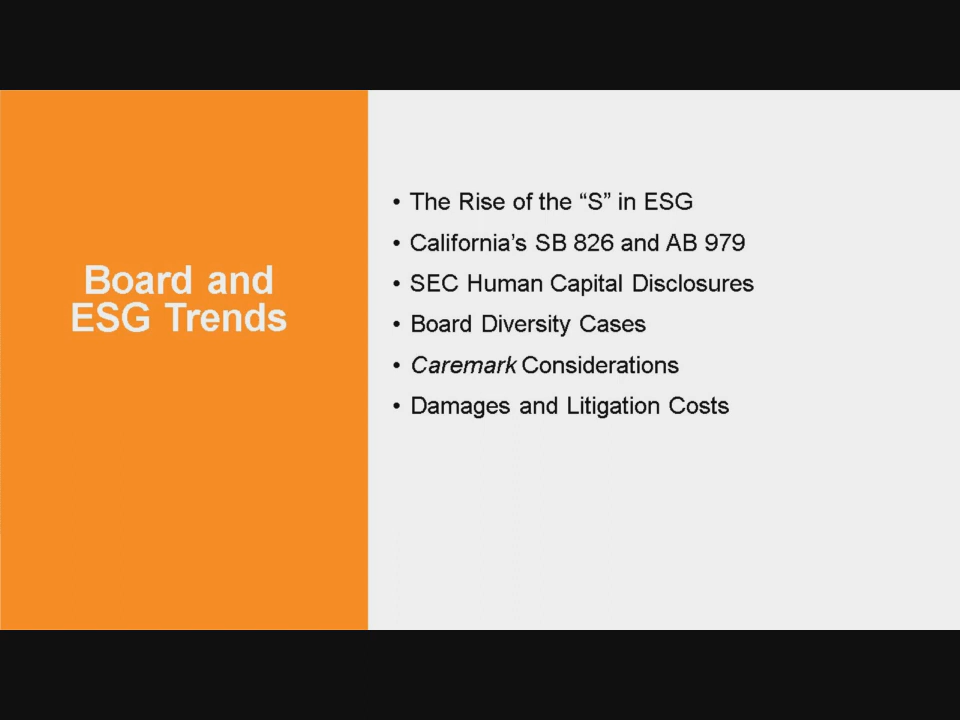 Board and
ESG Trends
• The Rise of the “S” in ESG
• California’s SB 826 and AB 979
• SEC Human Capital Disclosures
• Board Diversity Cases
• Caremark Considerations
• Damages and Litigation Costs